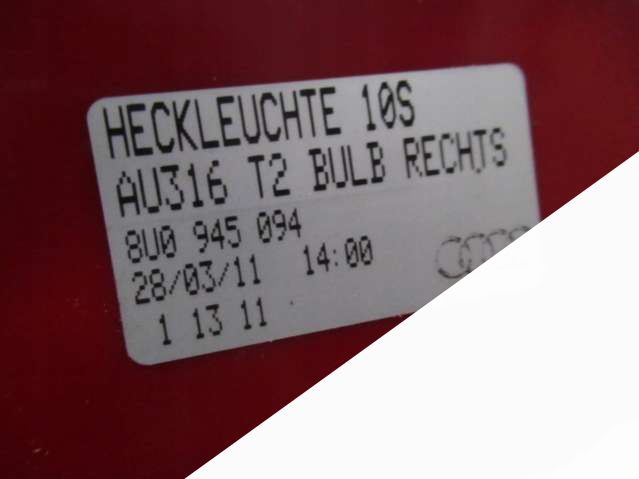 HECKLEUCHTE 10S
AU316 T2 BULB RECHTS
8U0 945 094
28/03/11 14:00
1 13 11